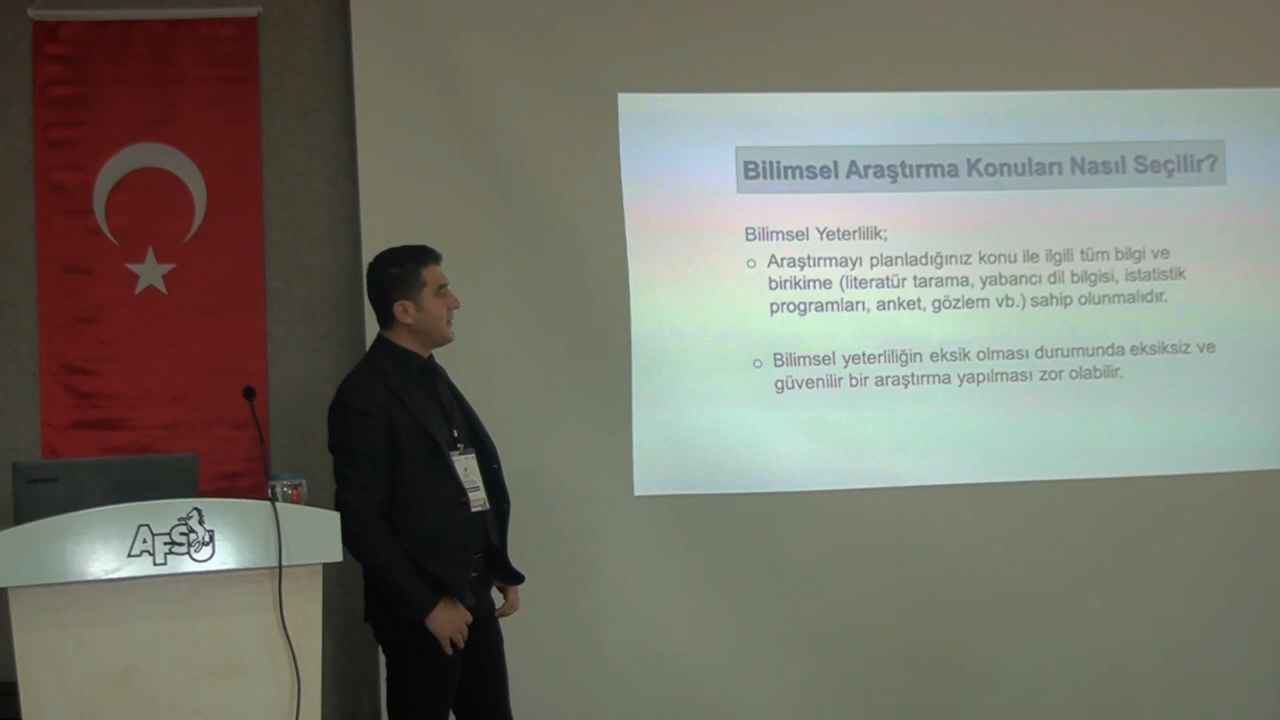 Bilimsel Araştırma Konuları Nasıl Seçilir?
Bilimsel Yeterlilik;
o Araştırmayı planladığınız konu ile ilgili tüm bilgi ve
birikime (literatür tarama, yabancı dil bilgisi, istatistik
programları, anket, gözlem vb.) sahip olunmalıdır.
o Bilimsel yeterliliğin eksik olması durumunda eksiksiz ve
güvenilir bir araştırma yapılması zor olabilir.
Lenovo
AFSU